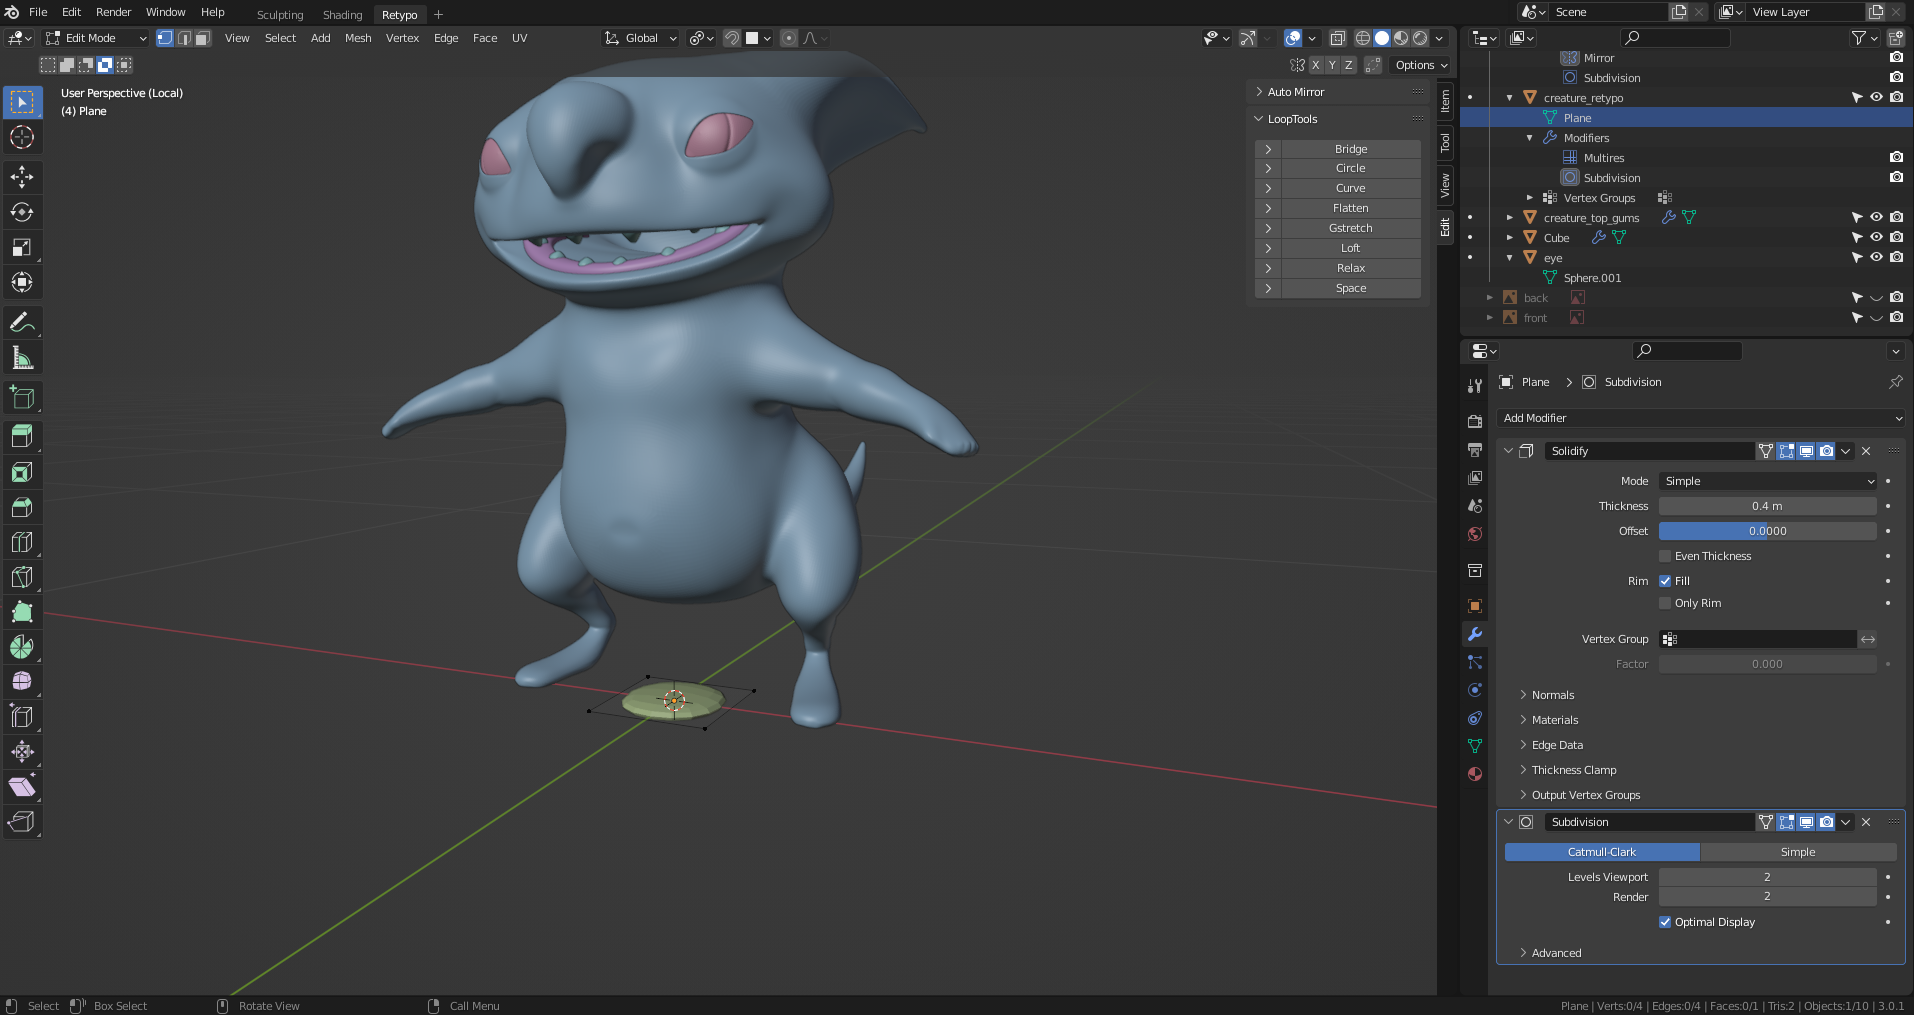 File Edit Render Window Help Sculpting Shading Retypo + Scene View Layer
Edit Mode View Select Add Mesh Vertex Edge Face UV Global
X Y Z Options
User Perspective (Local)
(4) Plane
Auto Mirror
LoopTools
Bridge
Circle
Curve
Flatten
Gstretch
Loft
Relax
Space
Item
Tool
View
Edit
Mirror
Subdivision
creature_retypo
Plane
Modifiers
Multires
Subdivision
Vertex Groups
creature_top_gums
Cube
eye
Sphere.001
back
front
Plane > Subdivision
Add Modifier
Solidify
Mode Simple
Thickness 0.4 m
Offset 0.0000
Even Thickness
Rim Fill
Only Rim
Vertex Group
Factor 0.000
Normals
Materials
Edge Data
Thickness Clamp
Output Vertex Groups
Subdivision
Catmull-Clark Simple
Levels Viewport 2
Render 2
Optimal Display
Advanced
Select Box Select Rotate View Call Menu Plane | Verts:0/4 | Edges:0/4 | Faces:0/1 | Tris:2 | Objects:1/10 | 3.0.1